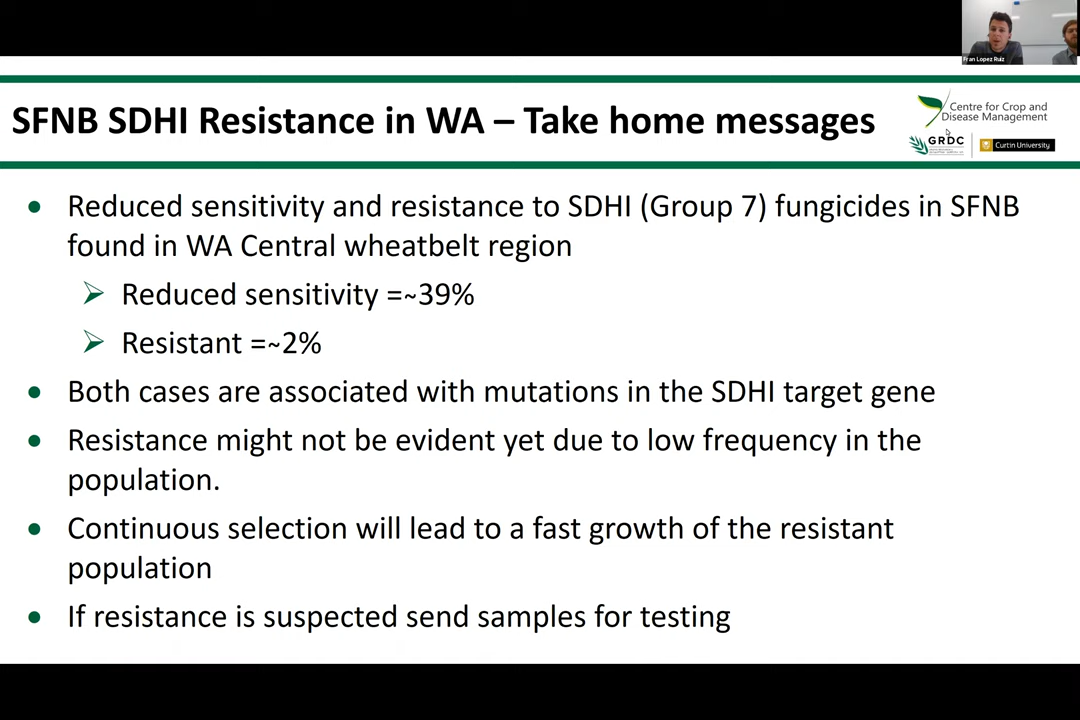 Fran Lopez Ruiz
SFNB SDHI Resistance in WA – Take home messages
Centre for Crop and
Disease Management
GRDC
Curtin University
• Reduced sensitivity and resistance to SDHI (Group 7) fungicides in SFNB
found in WA Central wheatbelt region
➢ Reduced sensitivity =~39%
➢ Resistant =~2%
• Both cases are associated with mutations in the SDHI target gene
• Resistance might not be evident yet due to low frequency in the
population.
• Continuous selection will lead to a fast growth of the resistant
population
• If resistance is suspected send samples for testing